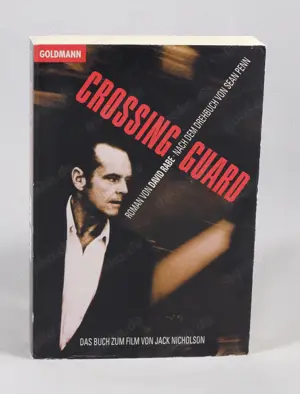 GOLDMANN
CROSSING GUARD
ROMAN VON DAVID RABE · NACH DEM DREHBUCH VON SEAN PENN
DAS BUCH ZUM FILM VON JACK NICHOLSON